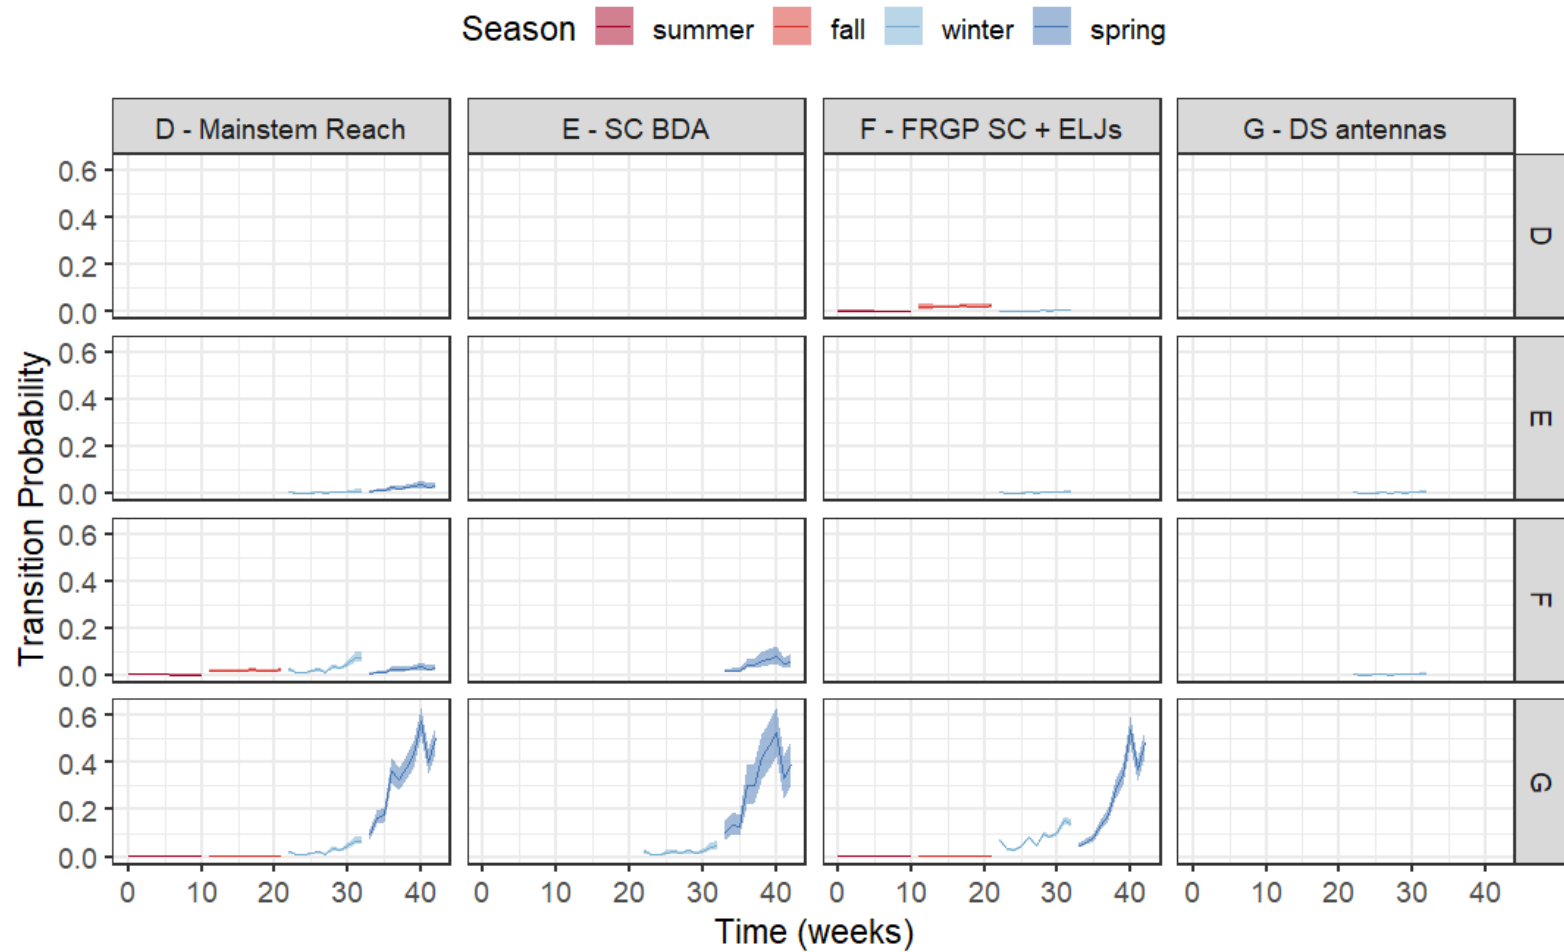 Season summer fall winter spring
D - Mainstem Reach E - SC BDA F - FRGP SC + ELJs G - DS antennas
Transition Probability
0.6
0.4
0.2
0.0
D
0.6
0.4
0.2
0.0
E
0.6
0.4
0.2
0.0
F
0.6
0.4
0.2
0.0
G
0 10 20 30 40 0 10 20 30 40 0 10 20 30 40 0 10 20 30 40
Time (weeks)